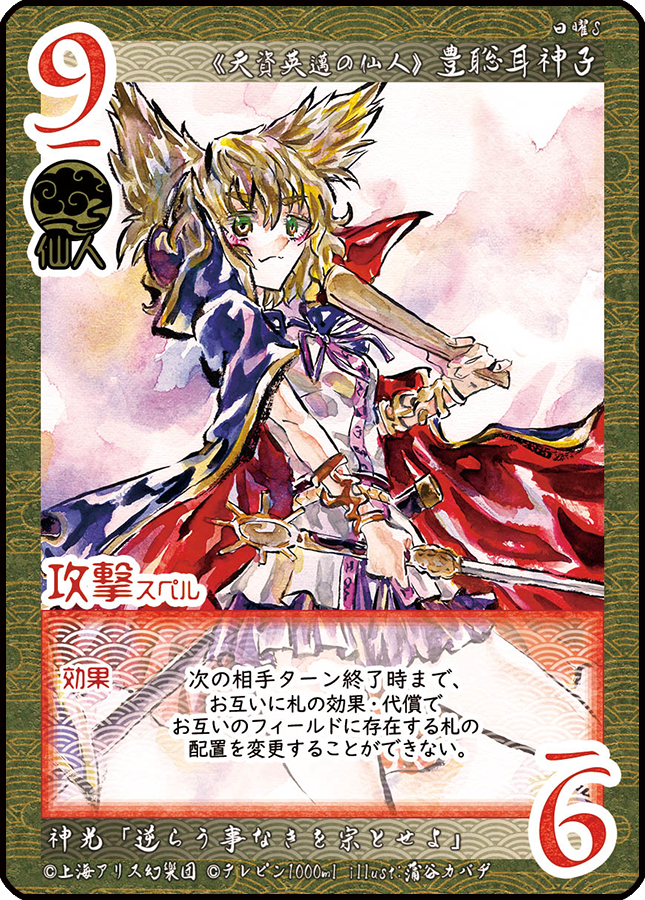 日曜S
《天資英邁の仙人》 豊聡耳神子
9
仙人
攻撃スペル
効果
次の相手ターン終了時まで、
お互いに札の効果・代償で
お互いのフィールドに存在する札の
配置を変更することができない。
9
神光「逆らう事なきを宗とせよ」
©上海アリス幻樂団 ©テレピン1000ml illust:蒲谷カバヂ